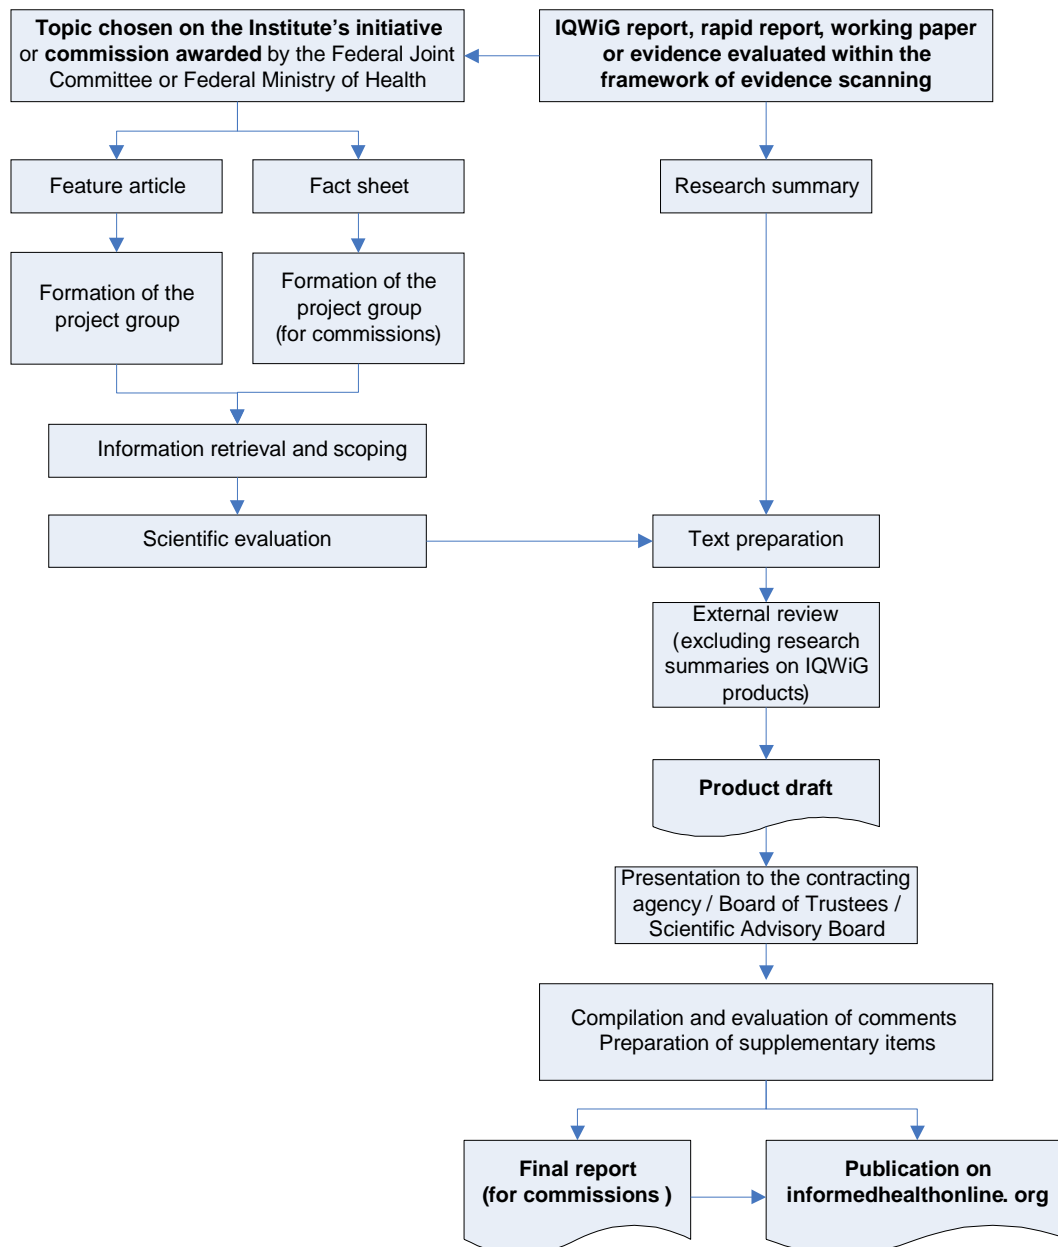 Topic chosen on the Institute's initiative
or commission awarded by the Federal Joint
Committee or Federal Ministry of Health
IQWiG report, rapid report, working paper
or evidence evaluated within the
framework of evidence scanning
Feature article
Fact sheet
Research summary
Formation of the
project group
Formation of the
project group
(for commissions)
Information retrieval and scoping
Scientific evaluation
Text preparation
External review
(excluding research
summaries on IQWiG
products)
Product draft
Presentation to the contracting
agency / Board of Trustees /
Scientific Advisory Board
Compilation and evaluation of comments
Preparation of supplementary items
Final report
(for commissions )
Publication on
informedhealthonline. org